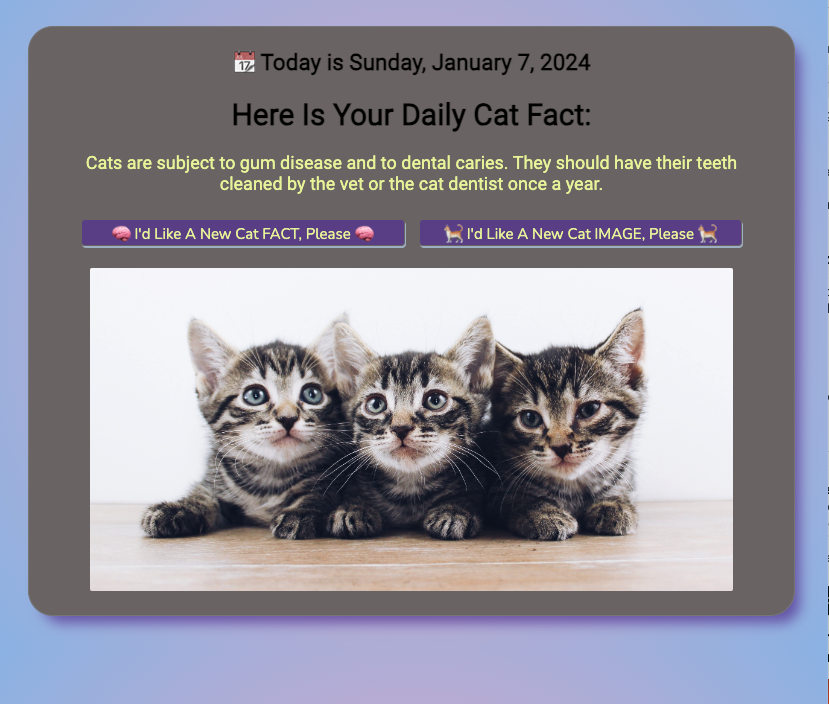 📆 Today is Sunday, January 7, 2024
Here Is Your Daily Cat Fact:
Cats are subject to gum disease and to dental caries. They should have their teeth
cleaned by the vet or the cat dentist once a year.
🧠 I'd Like A New Cat FACT, Please 🧠
🐈 I'd Like A New Cat IMAGE, Please 🐈